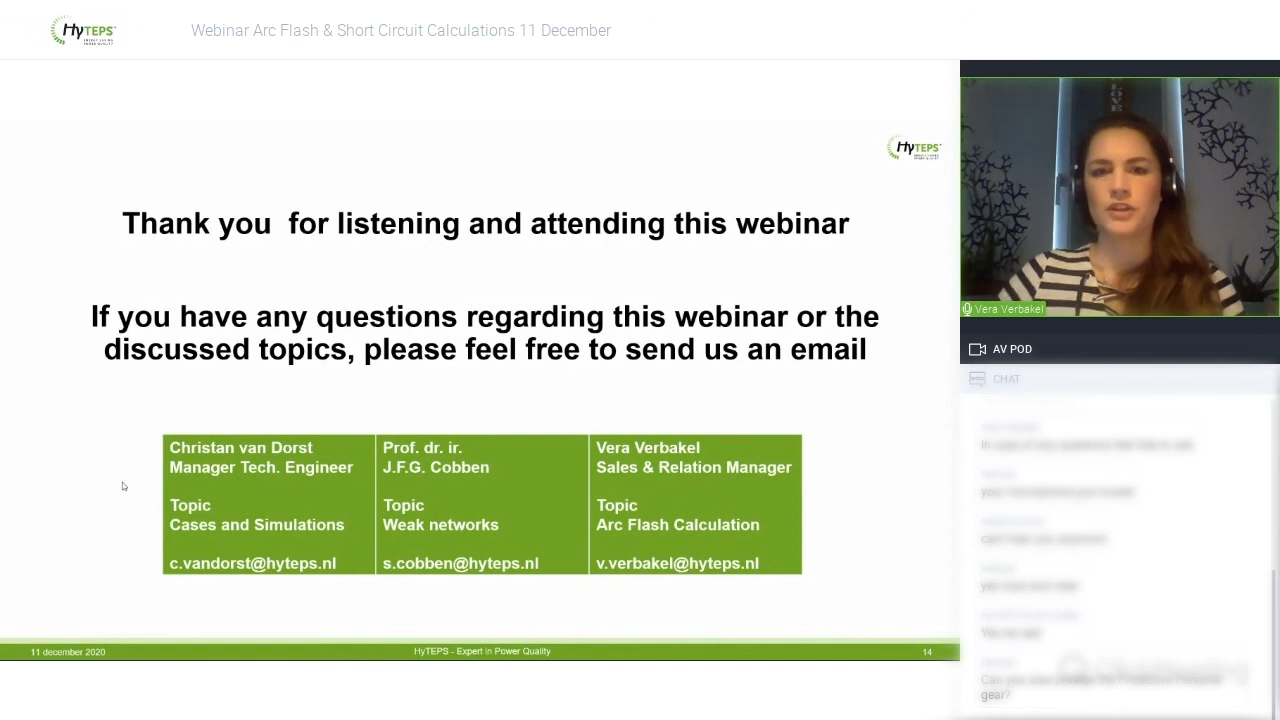 HyTEPS
Webinar Arc Flash & Short Circuit Calculations 11 December
HyTEPS
Thank you for listening and attending this webinar
If you have any questions regarding this webinar or the
discussed topics, please feel free to send us an email
Christan van Dorst
Manager Tech. Engineer
Topic
Cases and Simulations
c.vandorst@hyteps.nl
Prof. dr. ir.
J.F.G. Cobben
Topic
Weak networks
s.cobben@hyteps.nl
Vera Verbakel
Sales & Relation Manager
Topic
Arc Flash Calculation
v.verbakel@hyteps.nl
11 december 2020
HyTEPS - Expert in Power Quality
14
LOVE
Vera Verbakel
AV POD
CHAT
gear?